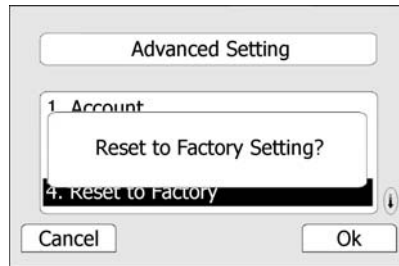 Advanced Setting
1. Account
Reset to Factory Setting?
4. Reset to Factory
Cancel
Ok